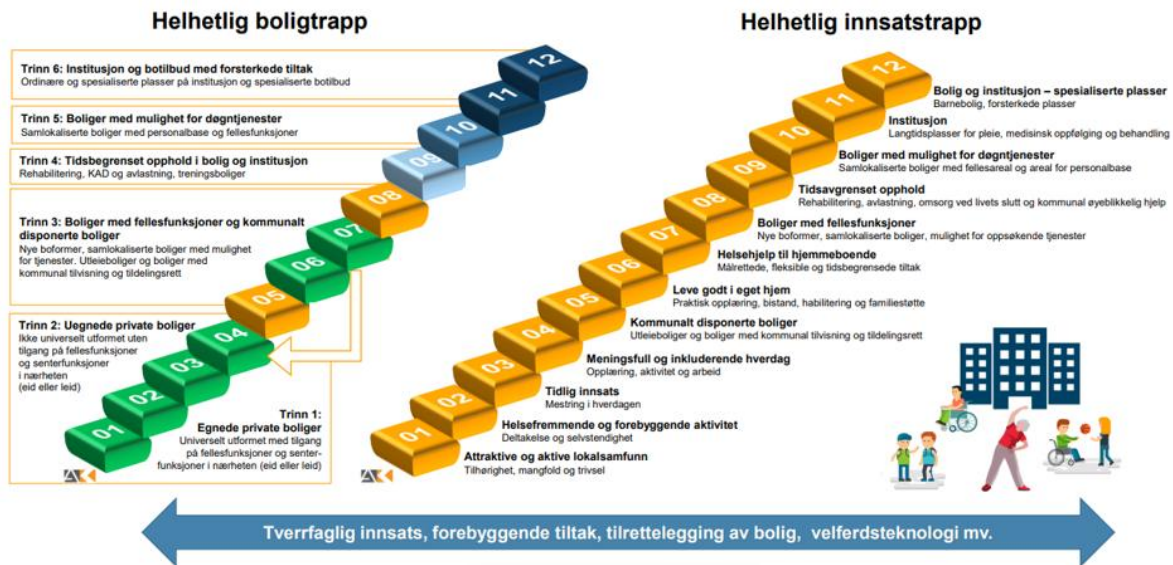 Helhetlig boligtrapp
Trinn 6: Institusjon og botilbud med forsterkede tiltak
Ordinære og spesialiserte plasser på institusjon og spesialiserte botilbud
Trinn 5: Boliger med mulighet for døgntjenester
Samlokaliserte boliger med personalbase og fellesfunksjoner
Trinn 4: Tidsbegrenset opphold i bolig og institusjon
Rehabilitering, KAD og avlastning, treningsboliger
Trinn 3: Boliger med fellesfunksjoner og kommunalt
disponerte boliger
Nye boformer, samlokaliserte boliger med mulighet
for tjenester. Utleieboliger og boliger med
kommunal tilvisning og tildelingsrett
Trinn 2: Uegnede private boliger
Ikke universelt utformet uten
tilgang på fellesfunksjoner
og senterfunksjoner
i nærheten
(eid eller leid)
Trinn 1:
Egnede private boliger
Universelt utformet med tilgang
på fellesfunksjoner og senter-
funksjoner i nærheten (eid eller leid)
12
11
10
09
08
07
06
05
04
03
02
01
Helhetlig innsatstrapp
12
Bolig og institusjon – spesialiserte plasser
Barnebolig, forsterkede plasser
11
Institusjon
Langtidsplasser for pleie, medisinsk oppfølging og behandling
10
Boliger med mulighet for døgntjenester
Samlokaliserte boliger med fellesareal og areal for personalbase
09
Tidsavgrenset opphold
Rehabilitering, avlastning, omsorg ved livets slutt og kommunal øyeblikkelig hjelp
08
Boliger med fellesfunksjoner
Nye boformer, samlokaliserte boliger, mulighet for oppsøkende tjenester
07
Helsehjelp til hjemmeboende
Målrettede, fleksible og tidsbegrensede tiltak
06
Leve godt i eget hjem
Praktisk opplæring, bistand, habilitering og familiestøtte
05
Kommunalt disponerte boliger
Utleieboliger og boliger med kommunal tilvisning og tildelingsrett
04
Meningsfull og inkluderende hverdag
Opplæring, aktivitet og arbeid
03
Tidlig innsats
Mestring i hverdagen
02
Helsefremmende og forebyggende aktivitet
Deltakelse og selvstendighet
01
Attraktive og aktive lokalsamfunn
Tilhørighet, mangfold og trivsel
Tverrfaglig innsats, forebyggende tiltak, tilrettelegging av bolig, velferdsteknologi mv.